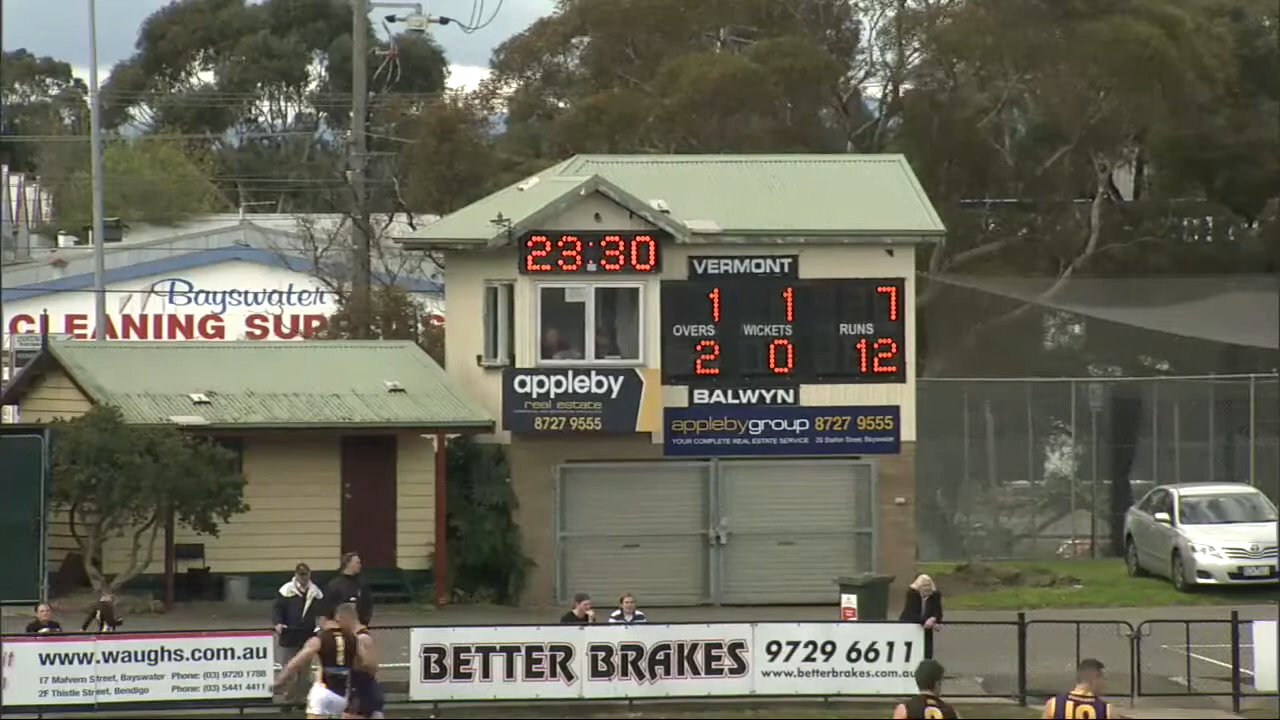 23:30
VERMONT
1 1 7
OVERS WICKETS RUNS
2 0 12
BALWYN
Bayswater
CLEANING SUP
appleby
real estate
8727 9555
applebygroup 8727 9555
YOUR COMPLETE REAL ESTATE SERVICE
Bayswater
www.waughs.com.au
17 Malvern Street, Bayswater Phone: (03) 9720 1788
2F Thistle Street, Bendigo Phone: (03) 5441 4411
BETTER BRAKES
9729 6611
www.betterbrakes.com.au
10